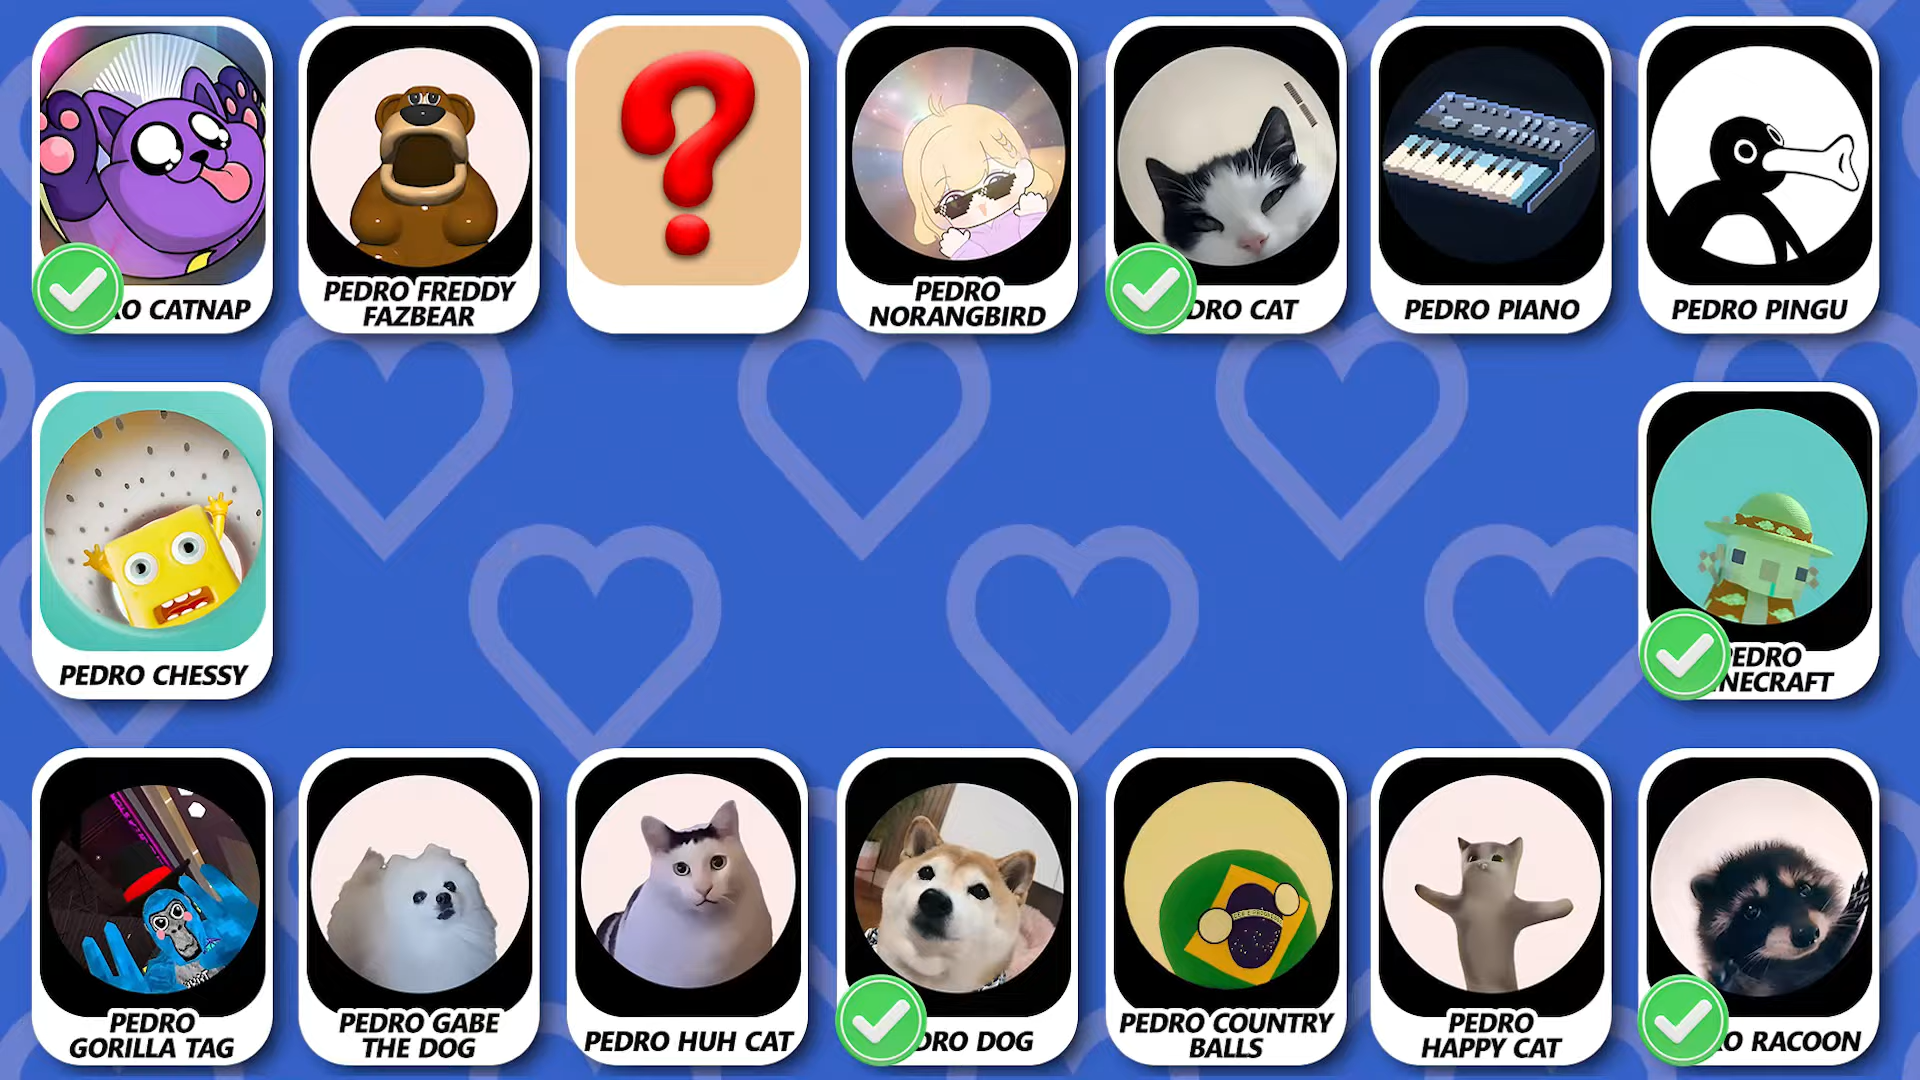 O CATNAP
PEDRO FREDDY
FAZBEAR
PEDRO
NORANGBIRD
DRO CAT
PEDRO PIANO
PEDRO PINGU
PEDRO CHESSY
EDRO
NECRAFT
PEDRO
GORILLA TAG
PEDRO GABE
THE DOG
PEDRO HUH CAT
DRO DOG
PEDRO COUNTRY
BALLS
PEDRO
HAPPY CAT
O RACOON